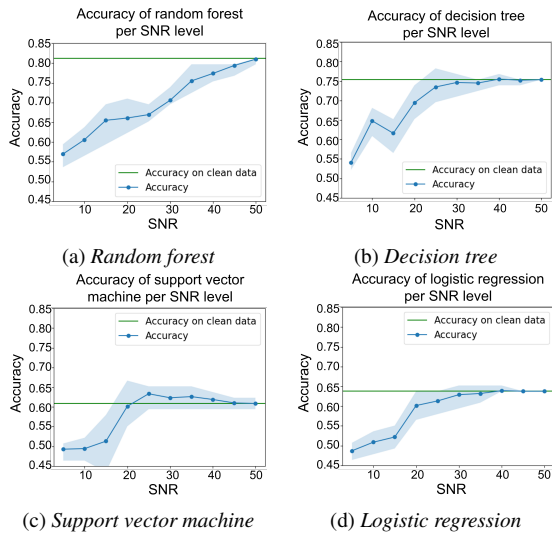 Accuracy of random forest
per SNR level
0.85
0.80
0.75
0.70
0.65
0.60
0.55
0.50
0.45
Accuracy
Accuracy on clean data
Accuracy
10 20 30 40 50
SNR
(a) Random forest
Accuracy of decision tree
per SNR level
0.85
0.80
0.75
0.70
0.65
0.60
0.55
0.50
0.45
Accuracy
Accuracy on clean data
Accuracy
10 20 30 40 50
SNR
(b) Decision tree
Accuracy of support vector
machine per SNR level
0.85
0.80
0.75
0.70
0.65
0.60
0.55
0.50
0.45
Accuracy
Accuracy on clean data
Accuracy
10 20 30 40 50
SNR
(c) Support vector machine
Accuracy of logistic regression
per SNR level
0.85
0.80
0.75
0.70
0.65
0.60
0.55
0.50
0.45
Accuracy
Accuracy on clean data
Accuracy
10 20 30 40 50
SNR
(d) Logistic regression